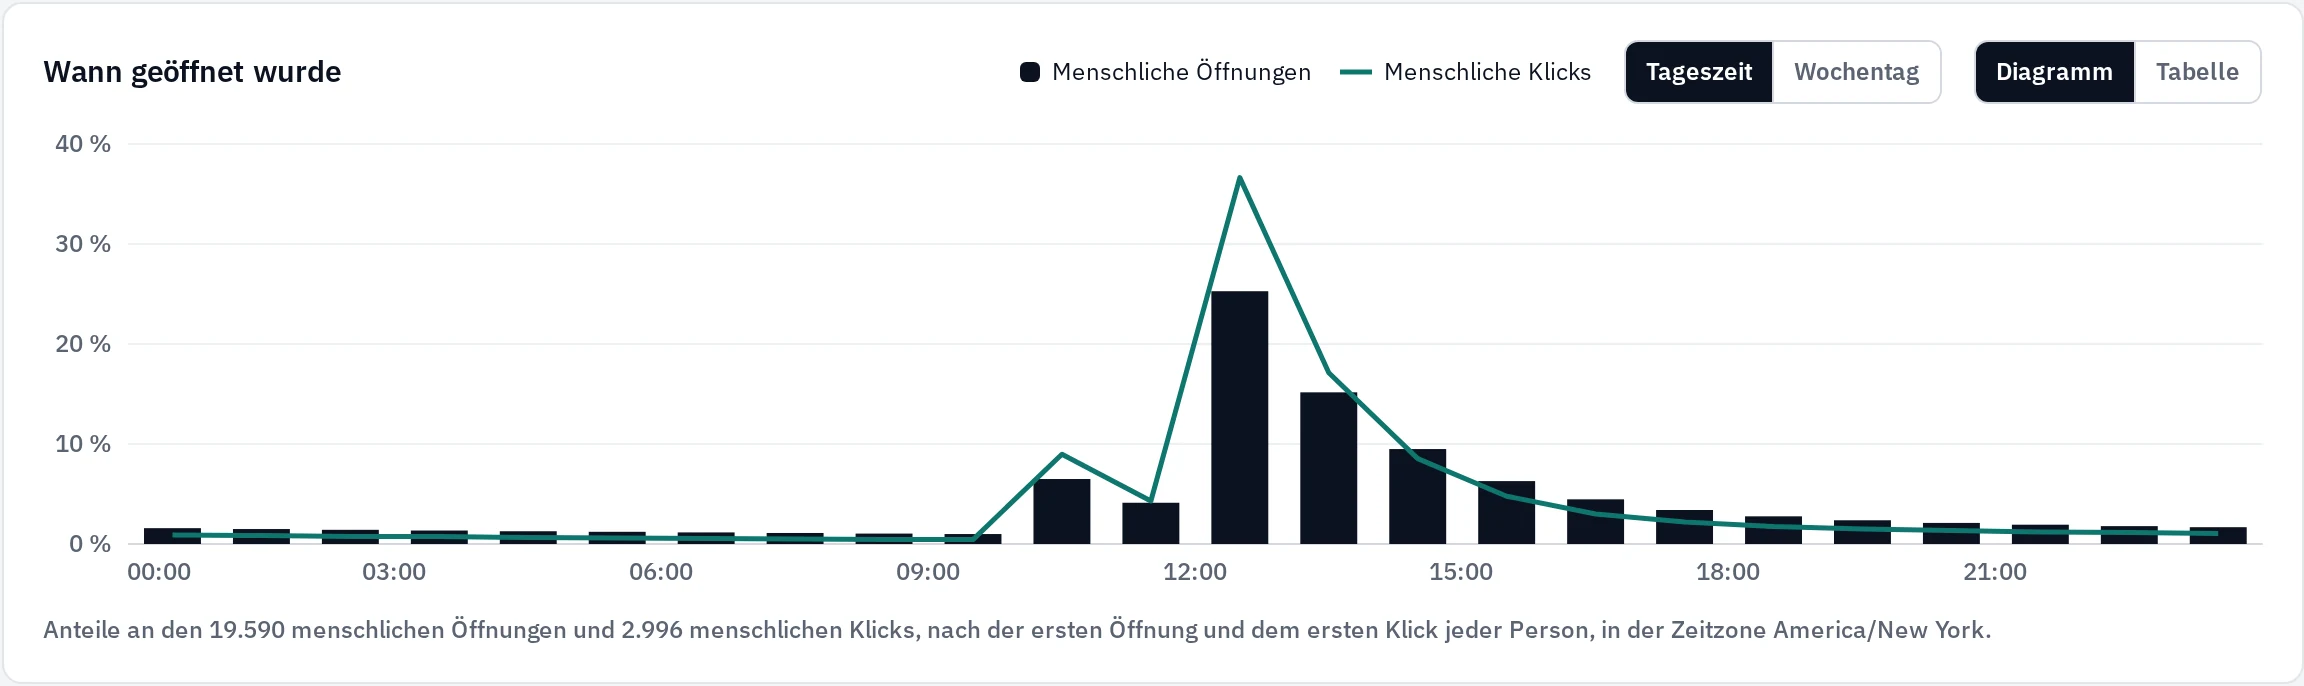 Wann geöffnet wurde
Menschliche Öffnungen
Menschliche Klicks
Tageszeit
Wochentag
Diagramm
Tabelle
40 %
30 %
20 %
10 %
0 %
00:00
03:00
06:00
09:00
12:00
15:00
18:00
21:00
Anteile an den 19.590 menschlichen Öffnungen und 2.996 menschlichen Klicks, nach der ersten Öffnung und dem ersten Klick jeder Person, in der Zeitzone America/New York.